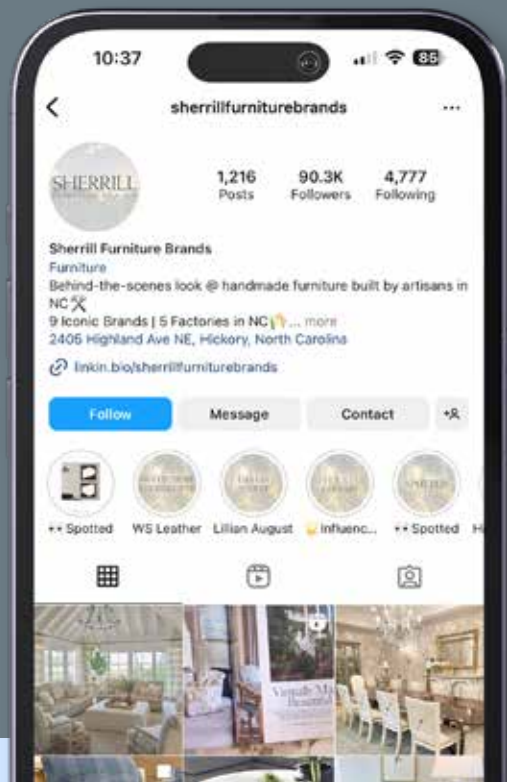 10:37
85
sherrillfurniturebrands
SHERRILL
1,216
Posts
90.3K
Followers
4,777
Following
Sherrill Furniture Brands
Furniture
Behind-the-scenes look @ handmade furniture built by artisans in
NC🛠️
9 Iconic Brands | 5 Factories in NC ... more
2405 Highland Ave NE, Hickory, North Carolina
linkin.bio/sherrillfurniturebrands
Follow
Message
Contact
👀 Spotted
WS Leather
Lillian August
Influenc...
👀 Spotted
H